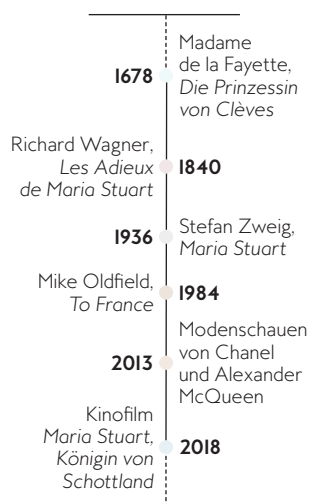 Madame
de la Fayette,
1678
Die Prinzessin
von Clèves
Richard Wagner,
Les Adieux
1840
de Maria Stuart
1936
Stefan Zweig,
Maria Stuart
Mike Oldfield,
To France
1984
Modenschauen
von Chanel
2013
und Alexander
McQueen
Kinofilm
Maria Stuart,
2018
Königin von
Schottland